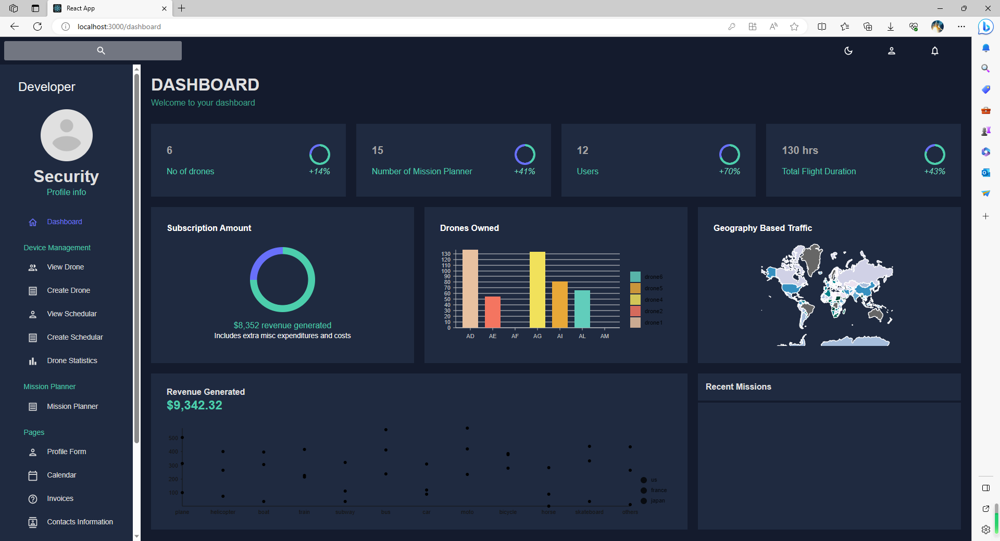 React App
localhost:3000/dashboard
Developer
Security
Profile info
Dashboard
Device Management
View Drone
Create Drone
View Schedular
Create Schedular
Drone Statistics
Mission Planner
Mission Planner
Pages
Profile Form
Calendar
Invoices
Contacts Information
DASHBOARD
Welcome to your dashboard
6
No of drones
+14%
15
Number of Mission Planner
+41%
12
Users
+70%
130 hrs
Total Flight Duration
+43%
Subscription Amount
$8,352 revenue generated
Includes extra misc expenditures and costs
Drones Owned
130
120
110
100
90
80
70
60
50
40
30
20
10
0
AD AE AF AG AI AL AM
drone6
drone5
drone4
drone2
drone1
Geography Based Traffic
Revenue Generated
$9,342.32
500
400
300
200
100
plane helicopter boat train subway bus car moto bicycle horse skateboard others
us
france
japan
Recent Missions